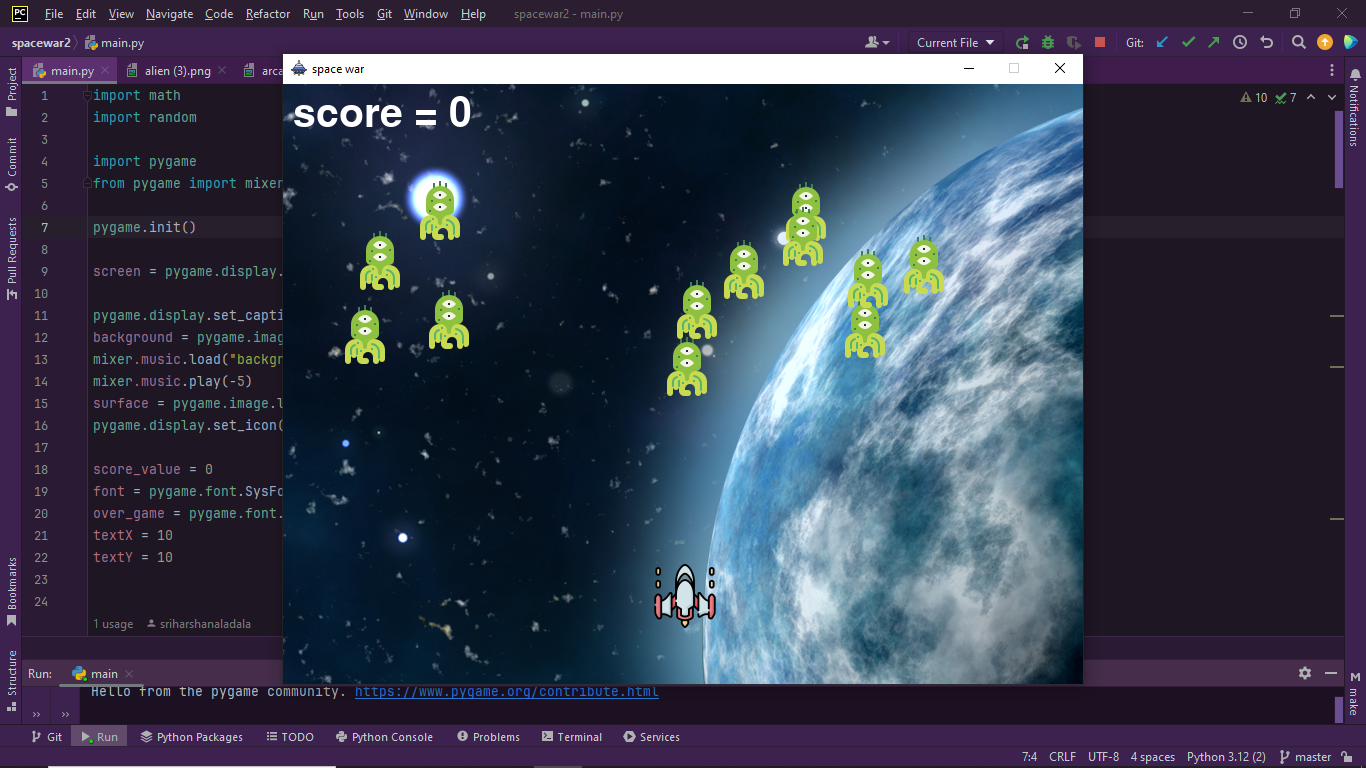 PC File Edit View Navigate Code Refactor Run Tools Git Window Help spacewar2 - main.py
spacewar2 main.py Current File Git:
main.py alien (3).png arca
space war
score = 0
10 7
1 import math
2 import random
3
4 import pygame
5 from pygame import mixer
6
7 pygame.init()
8
9 screen = pygame.display.
10
11 pygame.display.set_capti
12 background = pygame.imag
13 mixer.music.load("backgr
14 mixer.music.play(-5)
15 surface = pygame.image.l
16 pygame.display.set_icon(
17
18 score_value = 0
19 font = pygame.font.SysFo
20 over_game = pygame.font.
21 textX = 10
22 textY = 10
23
24
1 usage sriharshanaladala
Project
Commit
Pull Requests
Bookmarks
Structure
Notifications
make
Run: main
Hello from the pygame community. https://www.pygame.org/contribute.html
Git Run Python Packages TODO Python Console Problems Terminal Services
7:4 CRLF UTF-8 4 spaces Python 3.12 (2) master